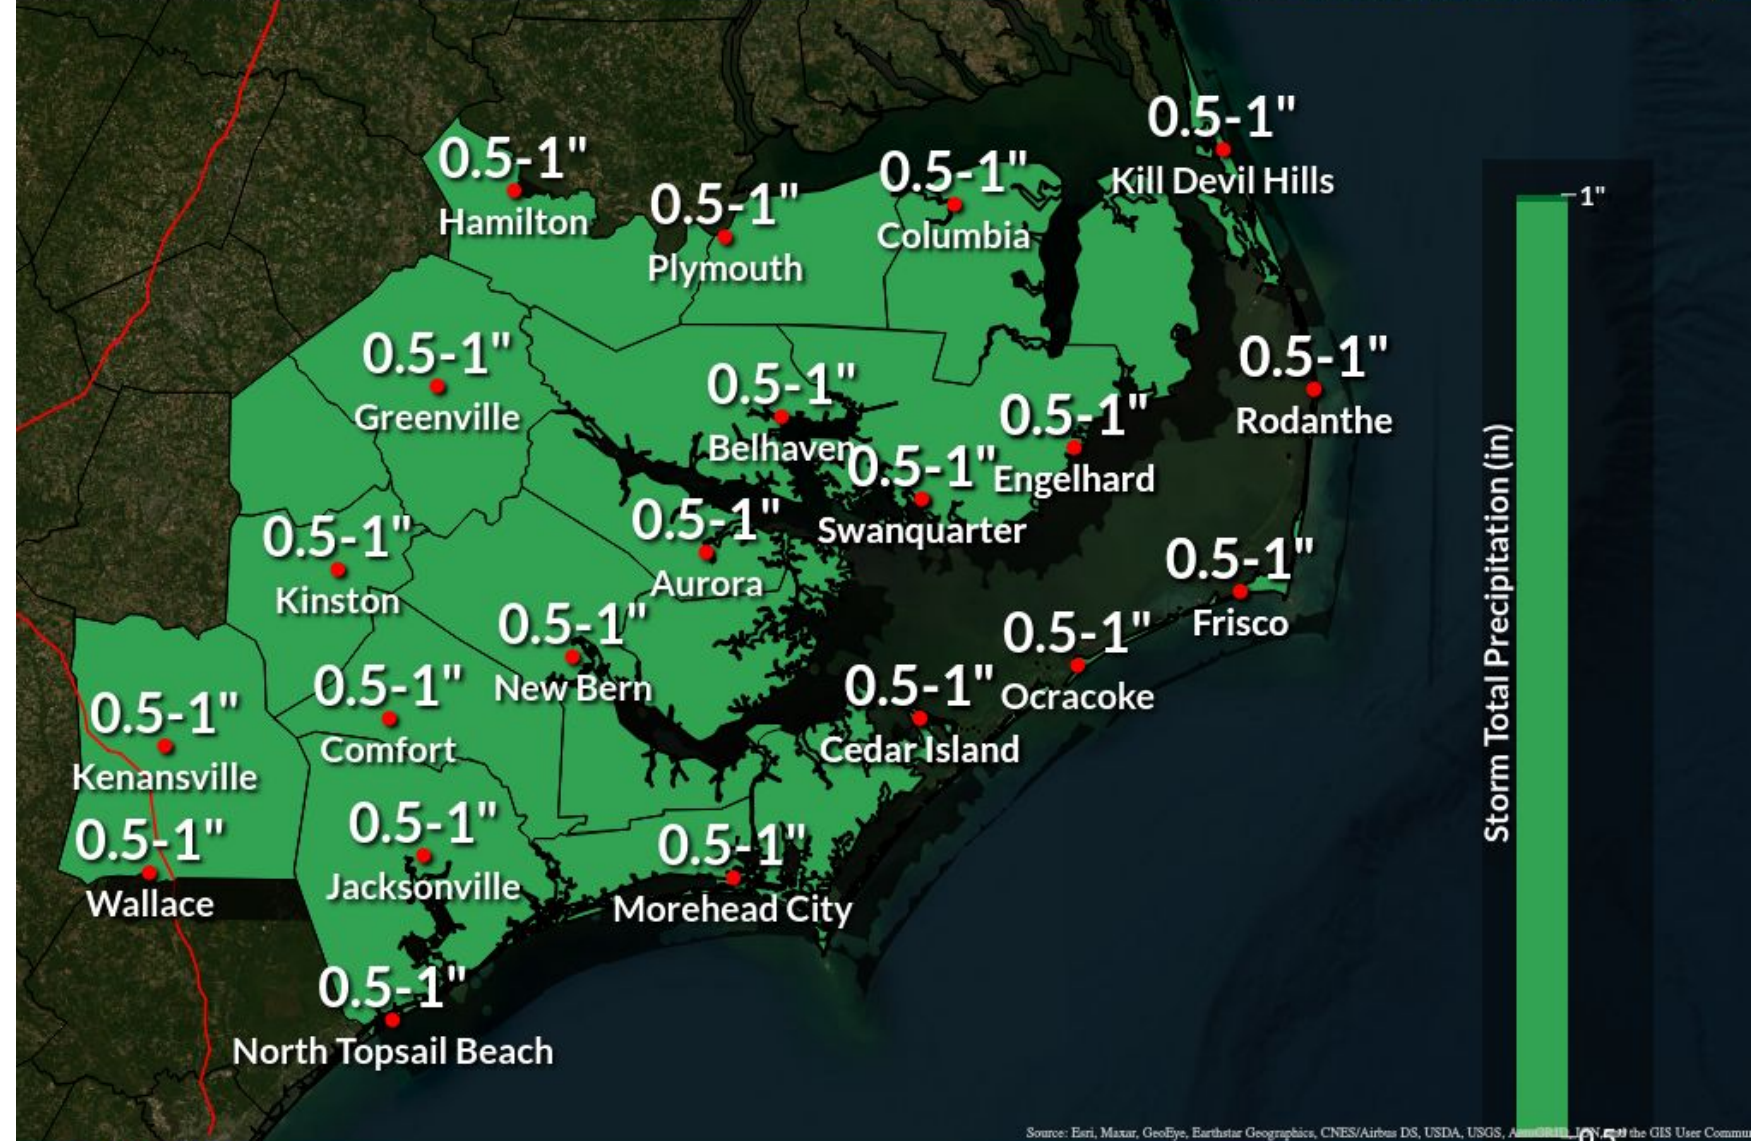 0.5-1"
Kill Devil Hills
0.5-1"
Hamilton
0.5-1"
Columbia
0.5-1"
Plymouth
1"
0.5-1"
Greenville
0.5-1"
Rodanthe
0.5-1"
Belhaven
0.5-1"
Engelhard
0.5-1"
Swanquarter
0.5-1"
Aurora
0.5-1"
Kinston
0.5-1"
Frisco
0.5-1"
New Bern
0.5-1"
Ocracoke
0.5-1"
Cedar Island
0.5-1"
Comfort
0.5-1"
Kenansville
0.5-1"
Jacksonville
0.5-1"
Wallace
0.5-1"
Morehead City
0.5-1"
North Topsail Beach
Storm Total Precipitation (in)
0.5"
Source: Esri, Maxar, GeoEye, Earthstar Geographics, CNES/Airbus DS, USDA, USGS, the GIS User